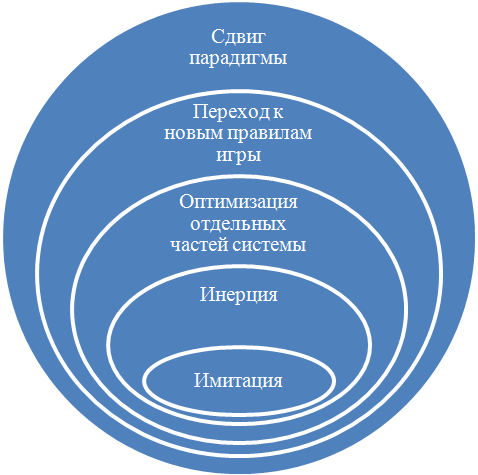 Сдвиг
парадигмы
Переход к
новым правилам
игры
Оптимизация
отдельных
частей системы
Инерция
Имитация